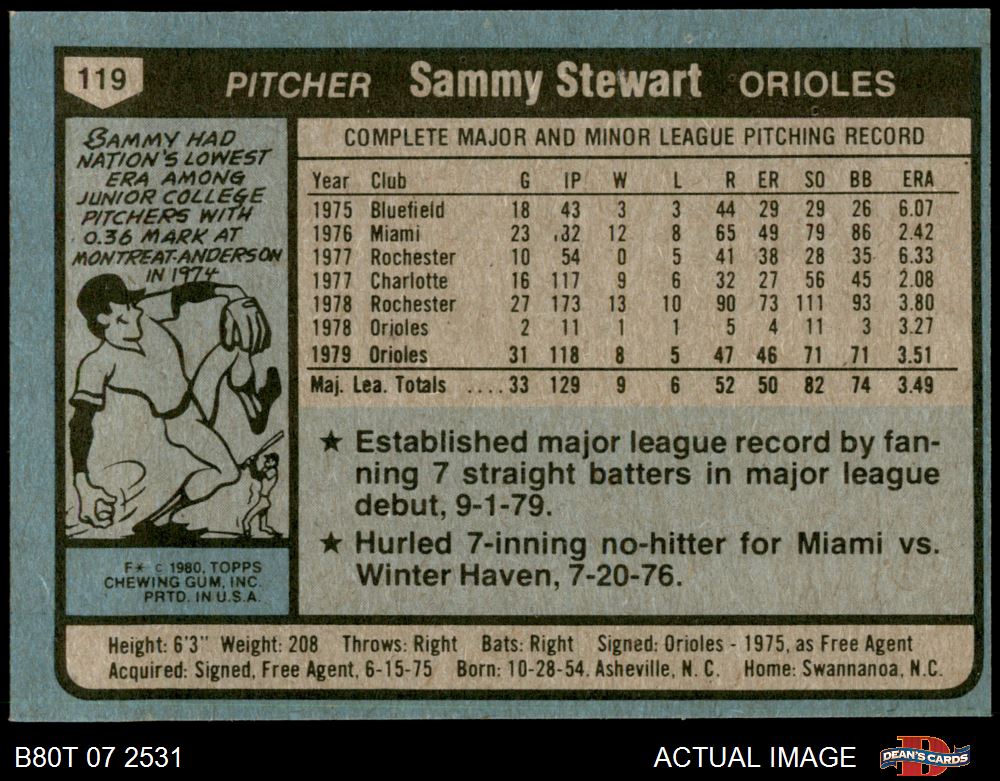 119 PITCHER Sammy Stewart ORIOLES
SAMMY HAD
NATION'S LOWEST
ERA AMONG
JUNIOR COLLEGE
PITCHERS WITH
0.36 MARK AT
MONTREAT-ANDERSON
IN 1974
COMPLETE MAJOR AND MINOR LEAGUE PITCHING RECORD
Year Club G IP W L R ER SO BB ERA
1975 Bluefield 18 43 3 3 44 29 29 26 6.07
1976 Miami 23 .32 12 8 65 49 79 86 2.42
1977 Rochester 10 54 0 5 41 38 28 35 6.33
1977 Charlotte 16 117 9 6 32 27 56 45 2.08
1978 Rochester 27 173 13 10 90 73 111 93 3.80
1978 Orioles 2 11 1 1 5 4 11 3 3.27
1979 Orioles 31 118 8 5 47 46 71 71 3.51
Maj. Lea. Totals ....33 129 9 6 52 50 82 74 3.49
★ Established major league record by fan-
ning 7 straight batters in major league
debut, 9-1-79.
★ Hurled 7-inning no-hitter for Miami vs.
Winter Haven, 7-20-76.
F* © 1980, TOPPS
CHEWING GUM, INC.
PRTD. IN U.S.A.
Height: 6'3" Weight: 208 Throws: Right Bats: Right Signed: Orioles - 1975, as Free Agent
Acquired: Signed, Free Agent, 6-15-75 Born: 10-28-54, Asheville, N. C. Home: Swannanoa, N.C.
B80T 07 2531 ACTUAL IMAGE DEAN'S CARDS